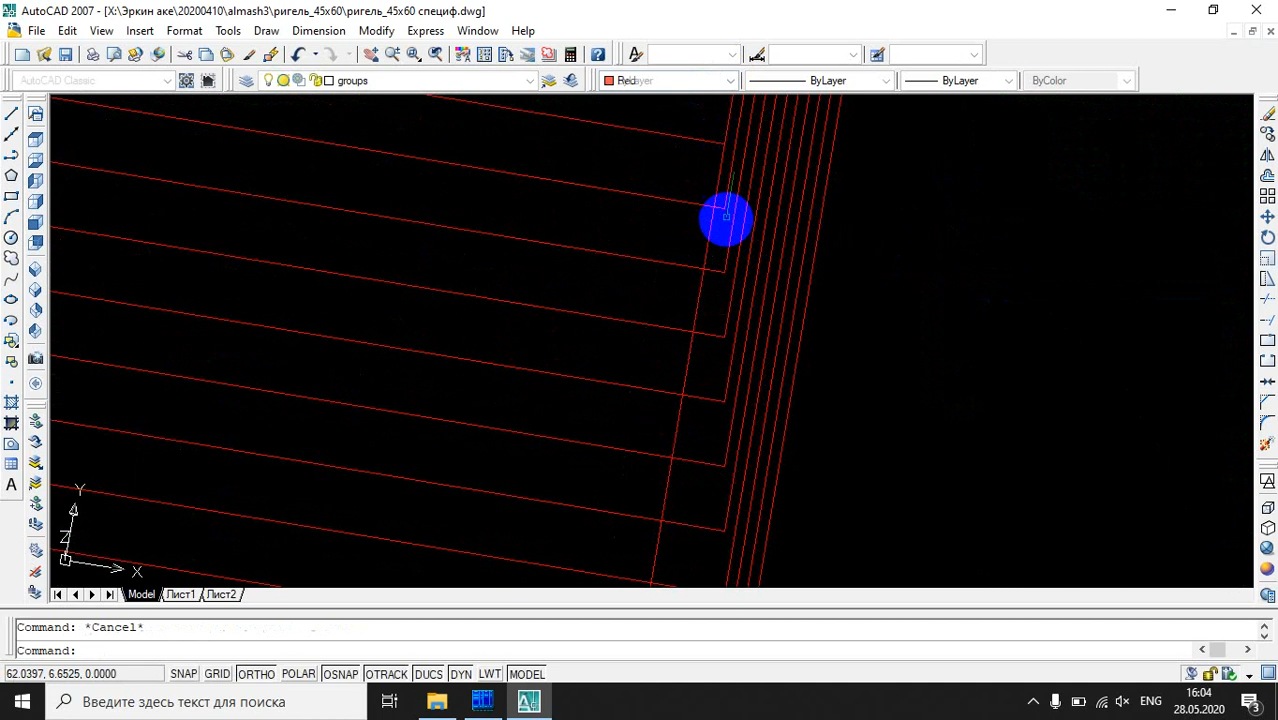 AutoCAD 2007 - [X:\Эркин аке\20200410\almash3\ригель_45x60\ригель_45x60 специф.dwg]
File Edit View Insert Format Tools Draw Dimension Modify Express Window Help
AutoCAD Classic groups Red ByLayer ByLayer ByColor
A
Y
Z
X
Model Лист1 Лист2
Command: *Cancel*
Command:
62.0397, 6.6525, 0.0000 SNAP GRID ORTHO POLAR OSNAP OTRACK DUCS DYN LWT MODEL
Введите здесь текст для поиска ENG 16:04
28.05.2020 3